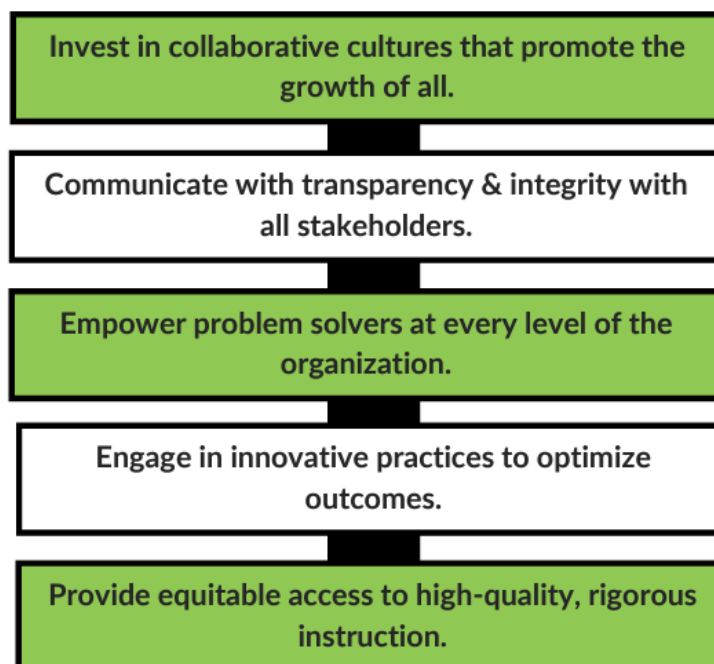 Invest in collaborative cultures that promote the
growth of all.
Communicate with transparency & integrity with
all stakeholders.
Empower problem solvers at every level of the
organization.
Engage in innovative practices to optimize
outcomes.
Provide equitable access to high-quality, rigorous
instruction.